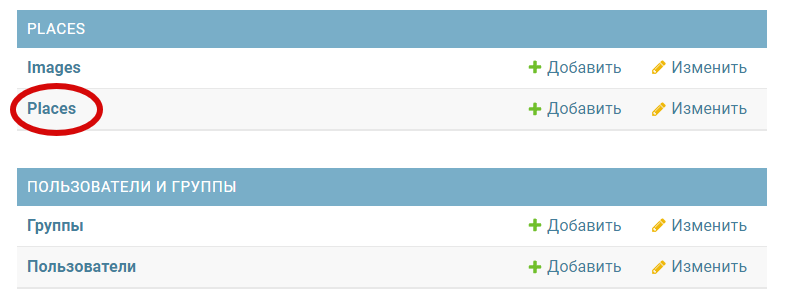 PLACES
Images Добавить Изменить
Places Добавить Изменить
ПОЛЬЗОВАТЕЛИ И ГРУППЫ
Группы Добавить Изменить
Пользователи Добавить Изменить